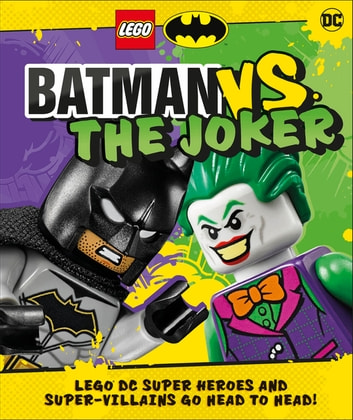 LEGO
DC
BATMAN VS.
THE JOKER
LEGO DC SUPER HEROES AND
SUPER-VILLAINS GO HEAD TO HEAD!